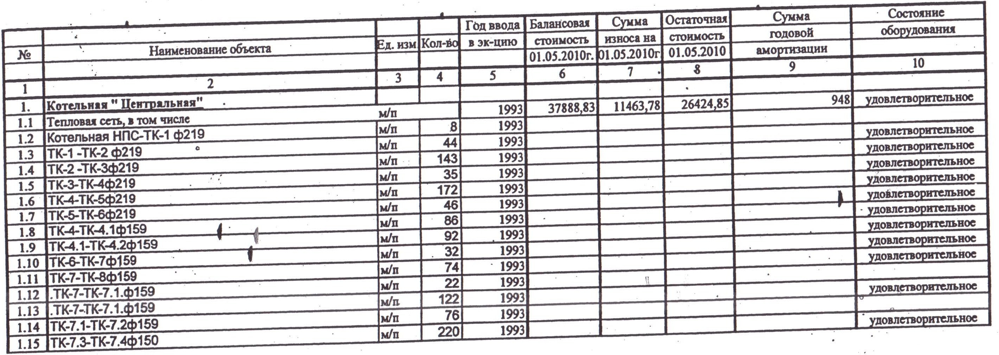 Год ввода Балансовая Сумма Остаточная Сумма Состояние
№ Наименование объекта Ед. изм Кол-во в эк-цию стоимость износа на стоимость годовой оборудования
01.05.2010г. 01.05.2010г 01.05.2010 амортизации
1 2 3 4 5 6 7 8 9 10
1. Котельная " Центральная"
1.1 Тепловая сеть, в том числе м/п 1993 37888,83 11463,78 26424,85 948 удовлетворительное
1.2 Котельная НПС-ТК-1 ф219 м/п 8 1993
1.3 ТК-1 -ТК-2 ф219 м/п 44 1993 удовлетворительное
1.4 ТК-2 -ТК-3ф219 м/п 143 1993 удовлетворительное
1.5 ТК-3-ТК-4ф219 м/п 35 1993 удовлетворительное
1.6 ТК-4-ТК-5ф219 м/п 172 1993 удовлетворительное
1.7 ТК-5-ТК-6ф219 м/п 46 1993 удовлетворительное
1.8 ТК-4-ТК-4.1ф159 м/п 86 1993 удовлетворительное
1.9 ТК-4.1-ТК-4.2ф159 м/п 92 1993 удовлетворительное
1.10 ТК-6-ТК-7ф159 м/п 32 1993 удовлетворительное
1.11 ТК-7-ТК-8ф159 м/п 74 1993 удовлетворительное
1.12 .ТК-7-ТК-7.1.ф159 м/п 22 1993
1.13 .ТК-7-.ТК-7.1.ф159 м/п 122 1993 удовлетворительное
1.14 ТК-7.1-ТК-7.2ф159 м/п 76 1993
1.15 ТК-7.3-ТК-7.4ф150 м/п 220 1993 удовлетворительное